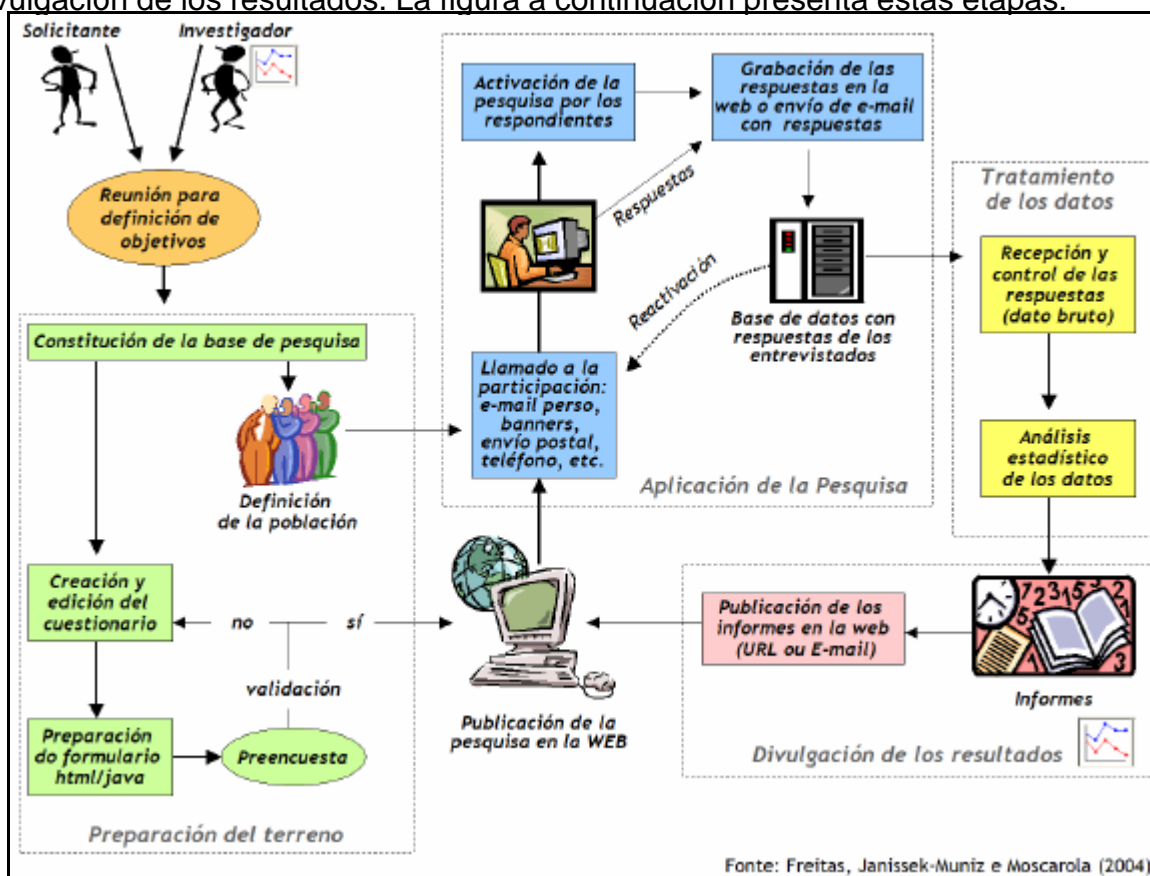 vulgación de los resultados. La figura a continuación presenta estas etapas.
Solicitante
Investigador
Reunión para
definición de
objetivos
Constitución de la base de pesquisa
Definición
de la población
Creación y
edición del
cuestionario
no
sí
validación
Preparación
do formulario
html/java
Preencuesta
Preparación del terreno
Activación de la
pesquisa por los
respondientes
Grabación de las
respuestas en la
web o envío de e-mail
con respuestas
Respuestas
Reactivación
Base de datos con
respuestas de los
entrevistados
Llamado a la
participación:
e-mail perso,
banners,
envío postal,
teléfono, etc.
Aplicación de la Pesquisa
Publicación de la
pesquisa en la WEB
Tratamiento
de los datos
Recepción y
control de las
respuestas
(dato bruto)
Análisis
estadístico
de los datos
Publicación de los
informes en la web
(URL ou E-mail)
Informes
Divulgación de los resultados
Fonte: Freitas, Janissek-Muniz e Moscarola (2004)